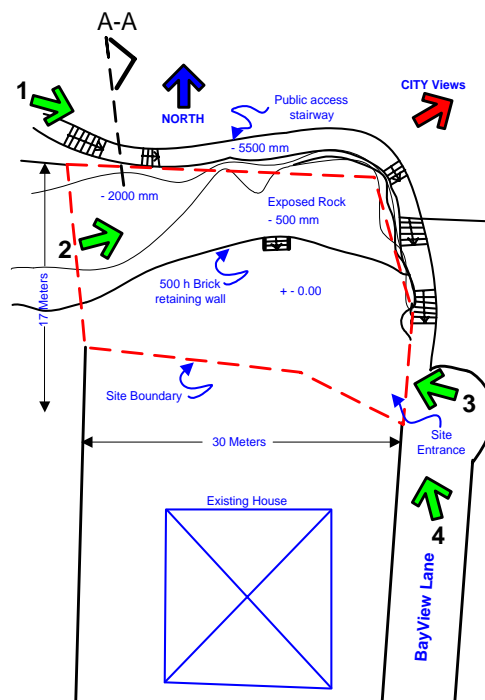 A-A
1
NORTH
Public access
stairway
CITY Views
- 5500 mm
- 2000 mm
Exposed Rock
- 500 mm
2
500 h Brick
retaining wall
+ - 0.00
17 Meters
Site Boundary
3
Site
Entrance
30 Meters
Existing House
4
BayView Lane